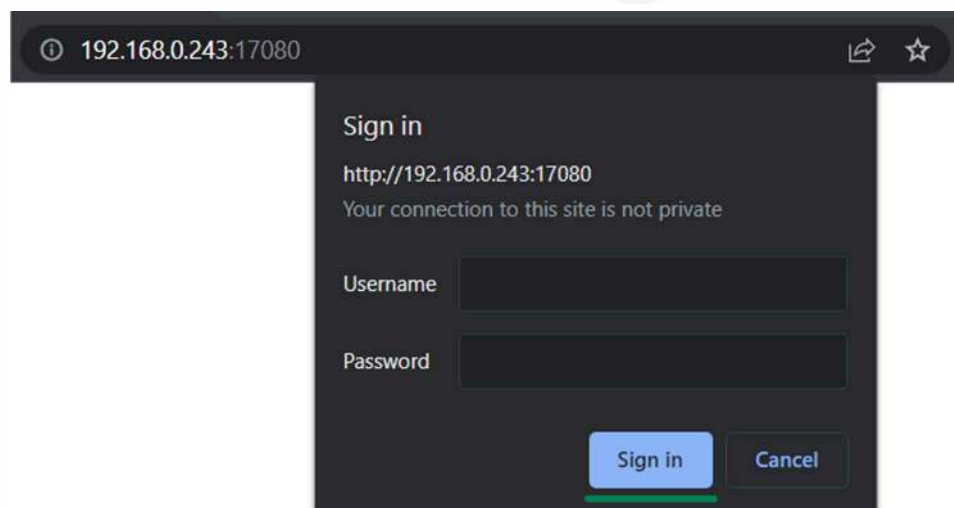 192.168.0.243:17080
Sign in
http://192.168.0.243:17080
Your connection to this site is not private
Username
Password
Sign in Cancel